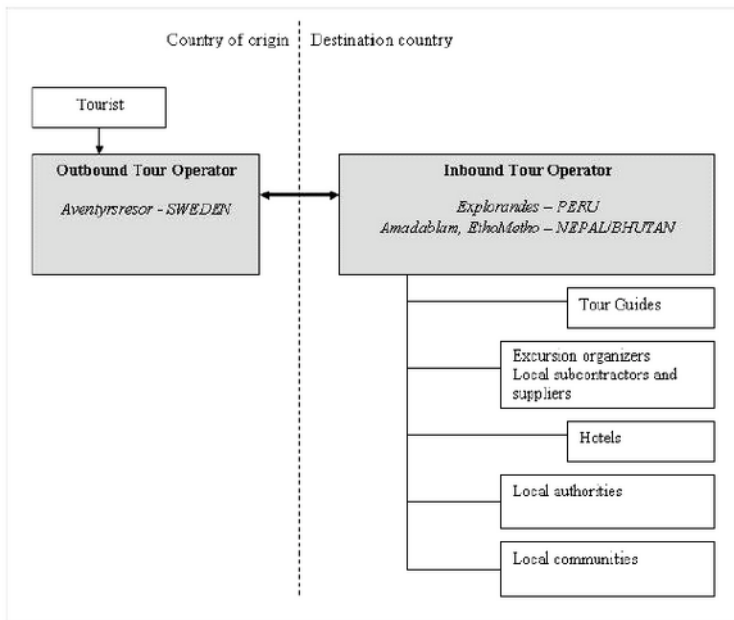 Country of origin
Destination country
Tourist
Outbound Tour Operator
Aventyrsresor - SWEDEN
Inbound Tour Operator
Explorandes – PERU
Amadablam, EthoMetho – NEPAL/BHUTAN
Tour Guides
Excursion organizers
Local subcontractors and
suppliers
Hotels
Local authorities
Local communities